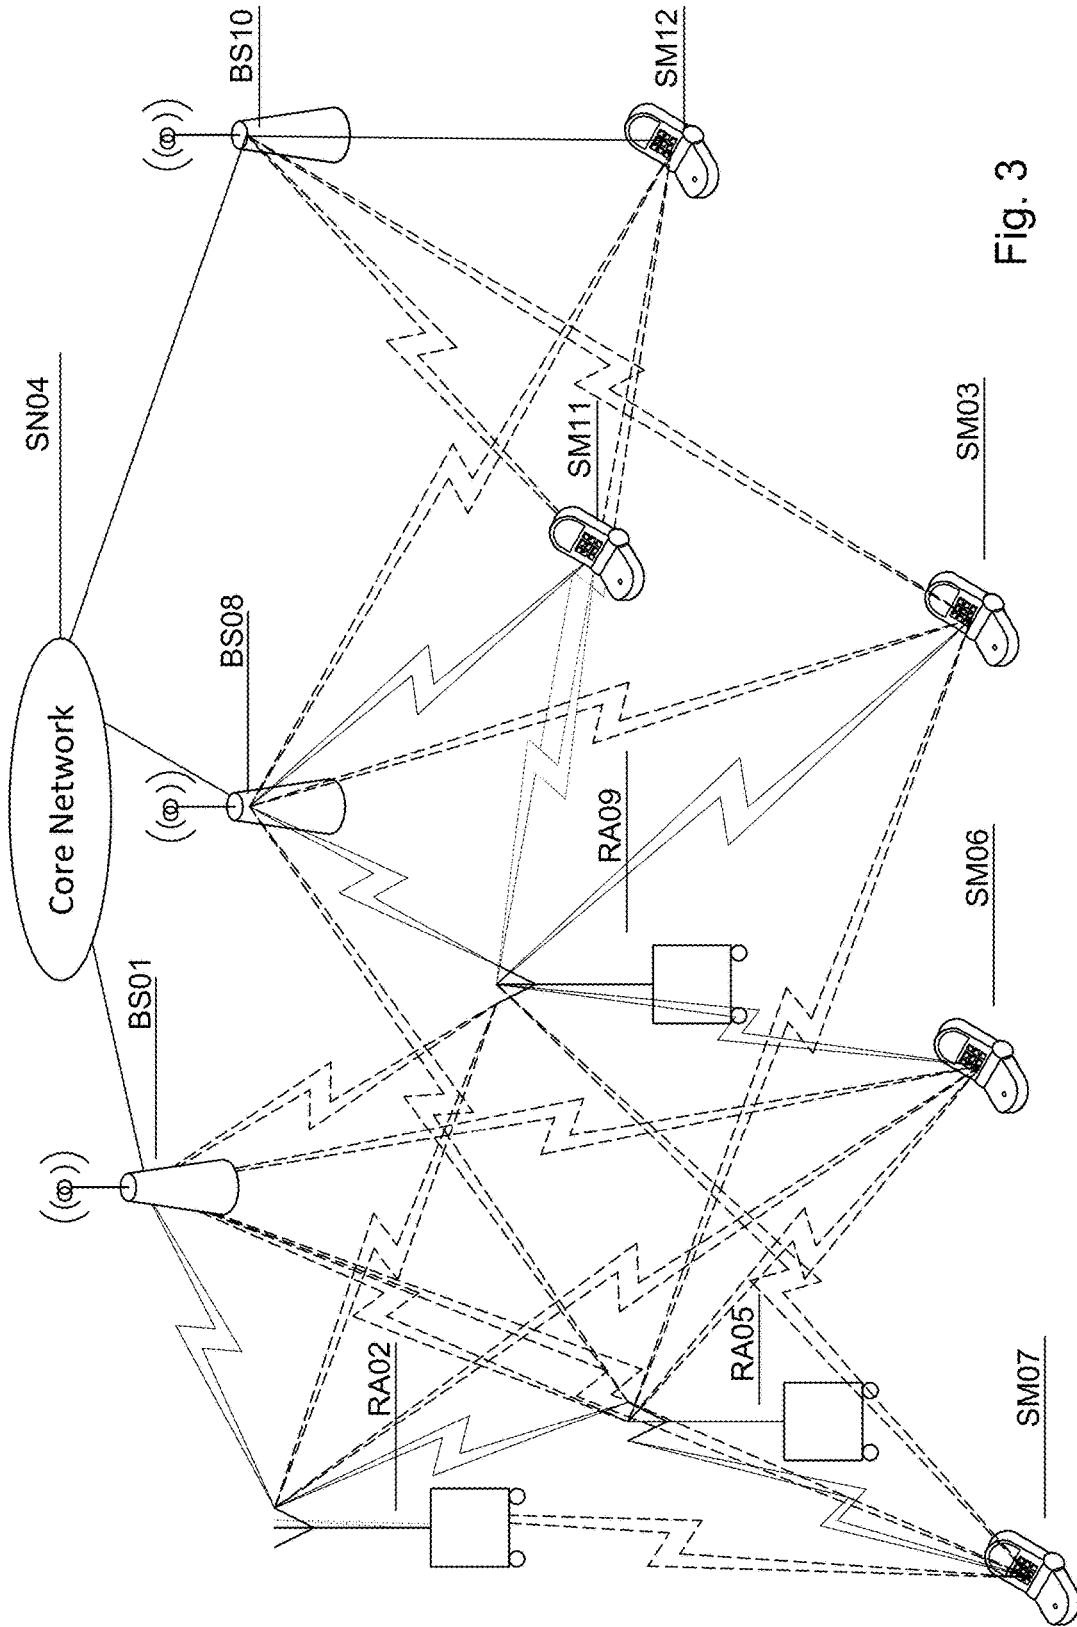 SN04
Core Network
BS01
BS08
BS10
RA02
RA05
RA09
SM11
SM12
SM07
SM06
SM03
Fig. 3